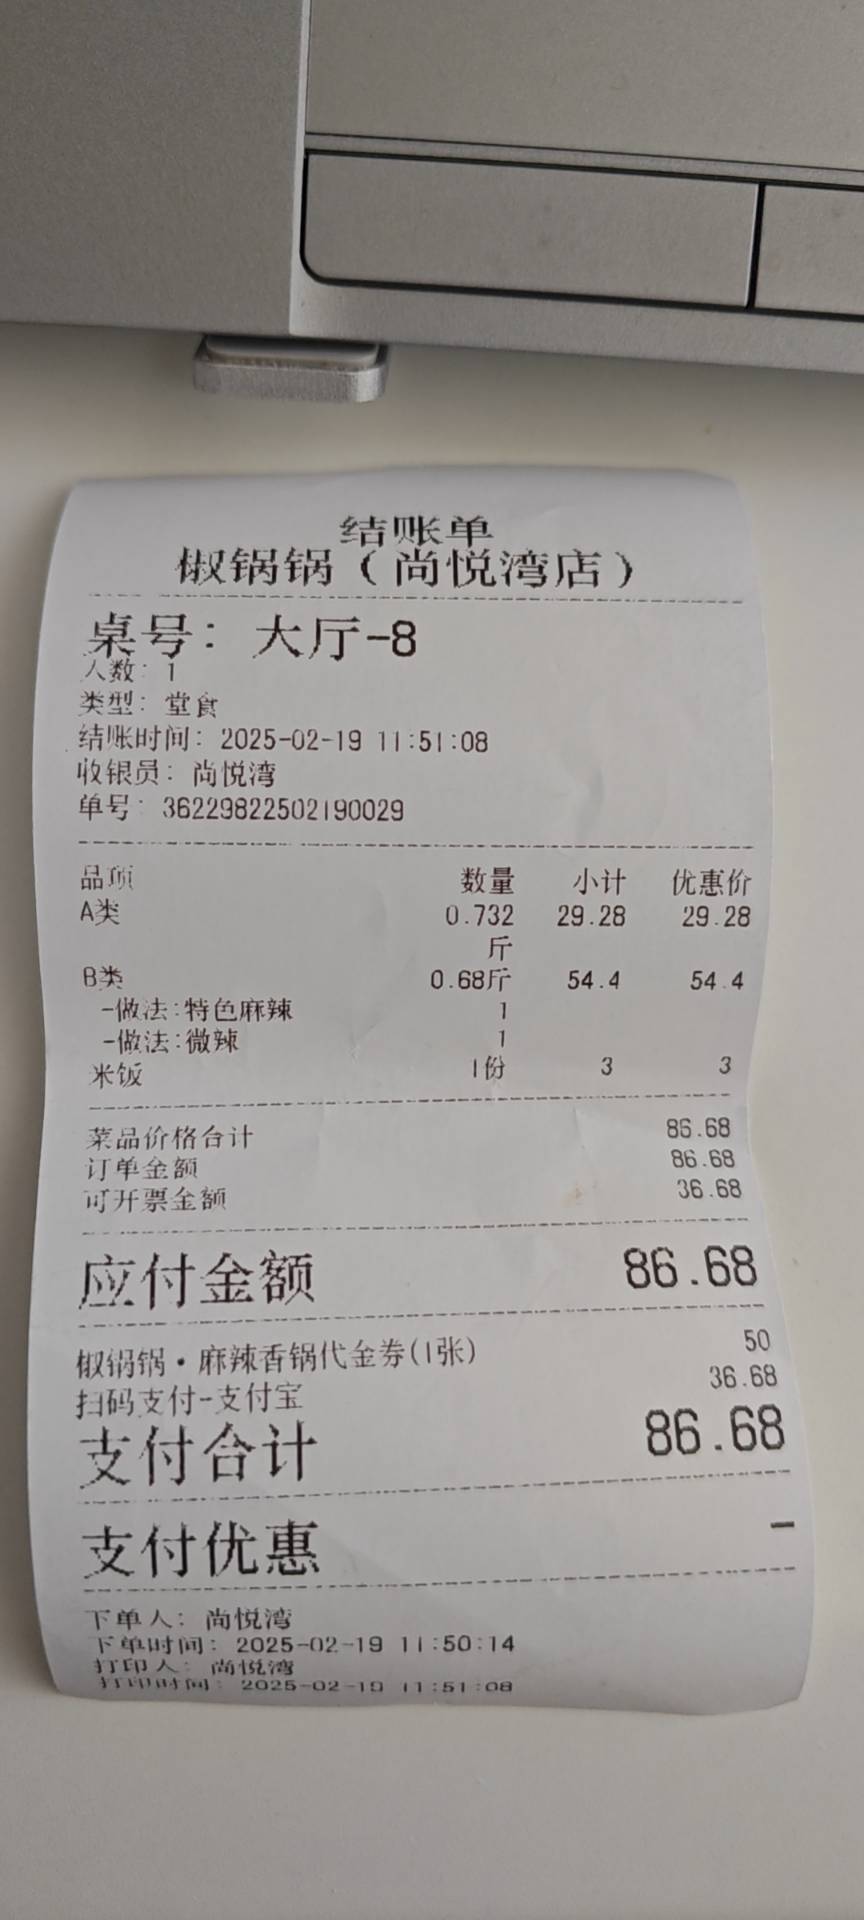 结账单
椒锅锅（尚悦湾店）
桌号：大厅-8
人数：1
类型：堂食
结账时间：2025-02-19 11:51:08
收银员：尚悦湾
单号：36229822502190029
品项 数量 小计 优惠价
A类 0.732斤 29.28 29.28
B类 0.68斤 54.4 54.4
-做法:特色麻辣 1
-做法:微辣 1
米饭 1份 3 3
菜品价格合计 86.68
订单金额 86.68
可开票金额 36.68
应付金额 86.68
椒锅锅·麻辣香锅代金券(1张) 50
扫码支付-支付宝 36.68
支付合计 86.68
支付优惠 -
下单人：尚悦湾
下单时间：2025-02-19 11:50:14
打印人：尚悦湾
打印时间：2025-02-19 11:51:08